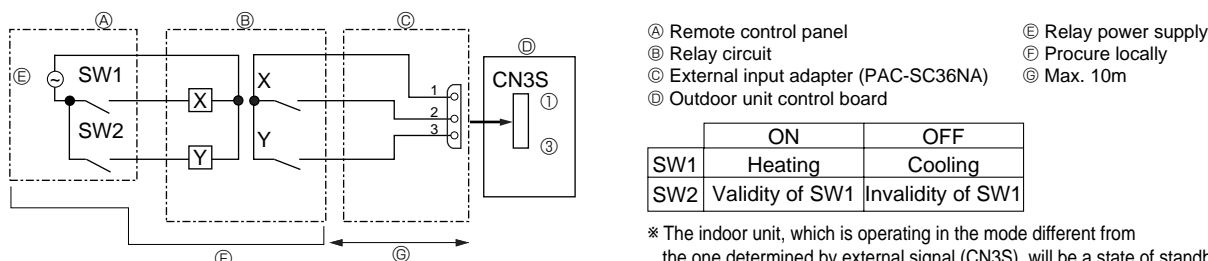 Ⓐ Ⓑ Ⓒ
Ⓓ
Ⓔ
SW1
SW2
X
Y
X
Y
1
2
3
CN3S
①
③
Ⓕ
Ⓖ
Ⓐ Remote control panel
Ⓑ Relay circuit
Ⓒ External input adapter (PAC-SC36NA)
Ⓓ Outdoor unit control board
Ⓔ Relay power supply
Ⓕ Procure locally
Ⓖ Max. 10m
ON OFF
SW1 Heating Cooling
SW2 Validity of SW1 Invalidity of SW1
* The indoor unit, which is operating in the mode different from
the one determined by external signal (CN3S), will be a state of